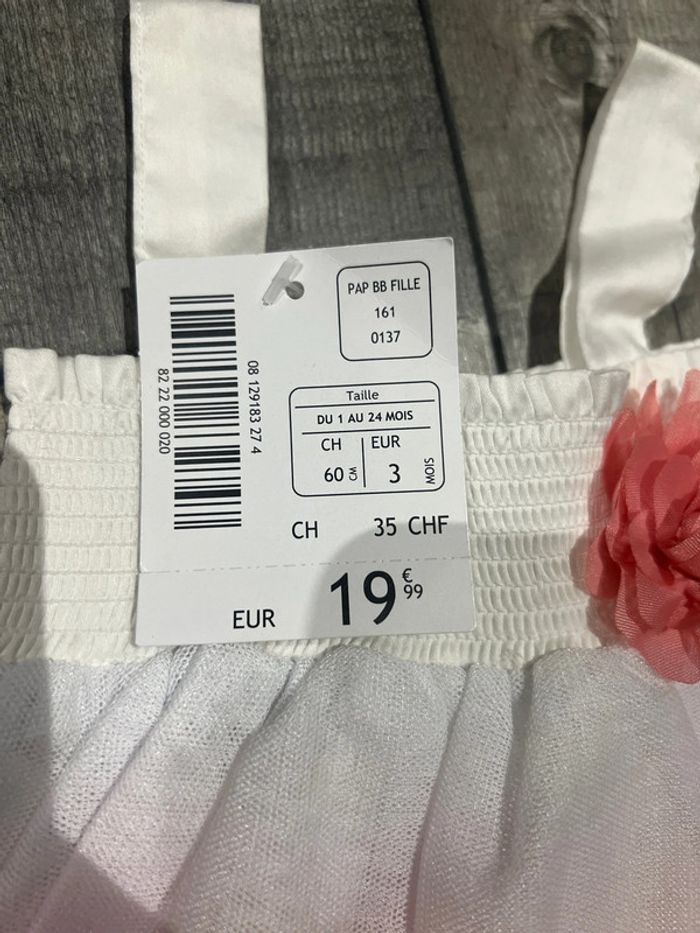 PAP BB FILLE
161
0137
08 129183 27 4
82 22 000 020
Taille
DU 1 AU 24 MOIS
CH EUR
60 CM 3 MOIS
CH 35 CHF
EUR 19 €99